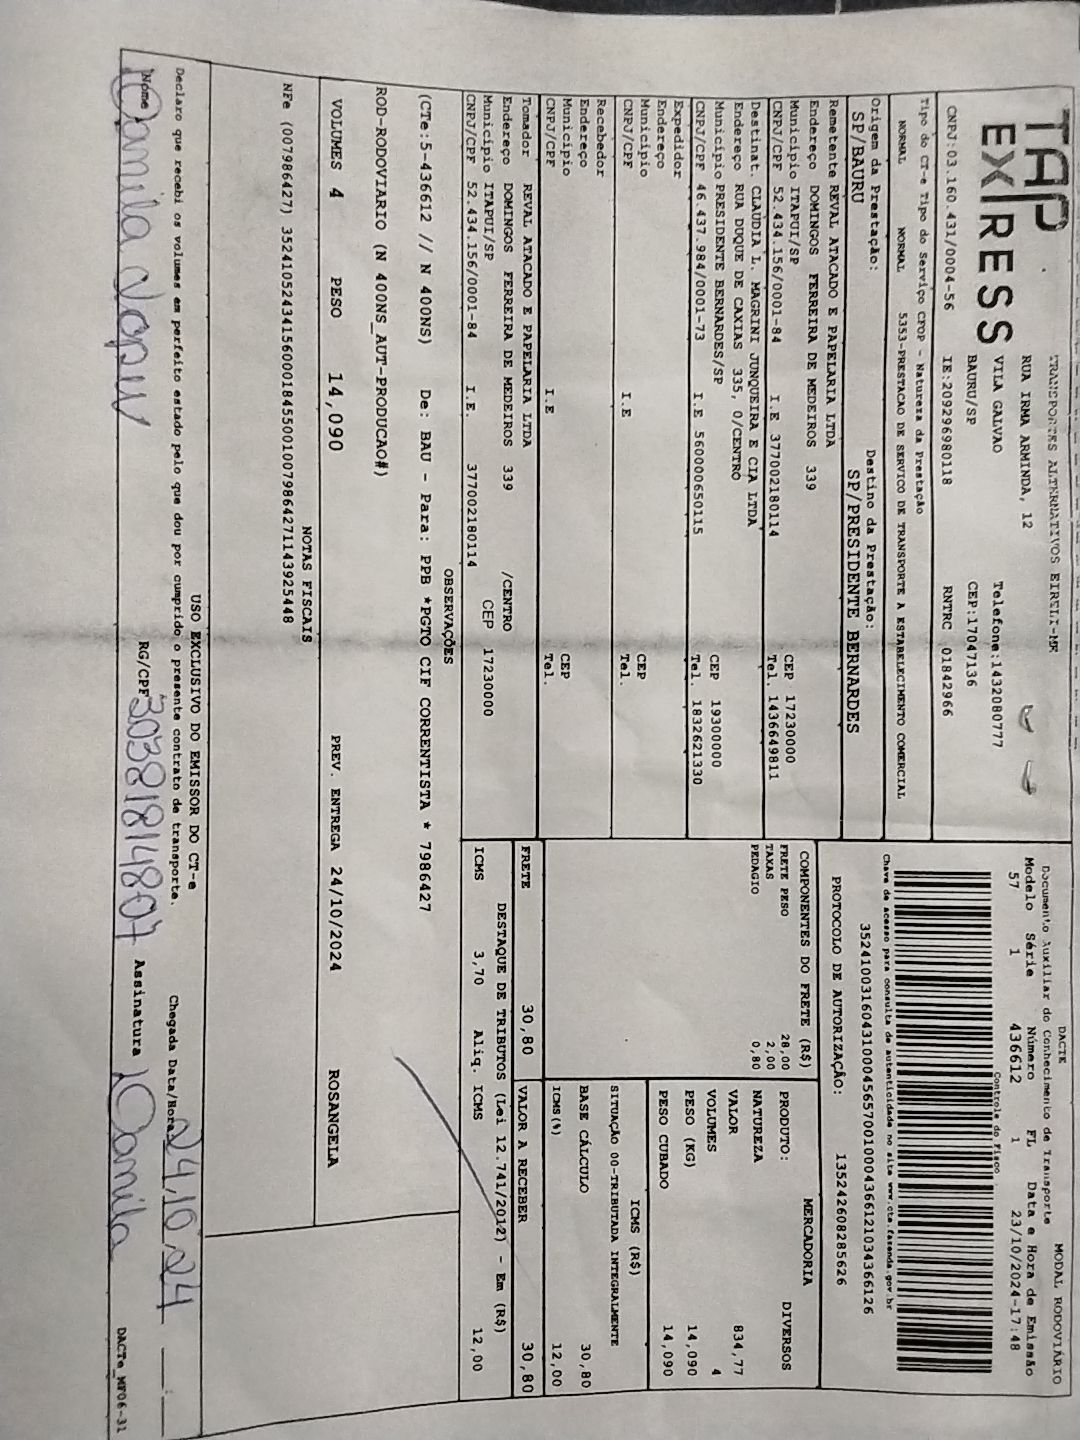 TAP
EXPRESS
TRANSPORTES ALTERNATIVOS EIRELI-ME
RUA IRMA ARMINDA, 12
VILA GALVAO Telefone:1432080777
BAURU/SP CEP:17047136
CNPJ:03.160.431/0004-56 IE:209296980118 RNTRC 01842966
Tipo do CT-e Tipo do Serviço CFOP - Natureza da Prestação
NORMAL NORMAL 5353-PRESTACAO DE SERVICO DE TRANSPORTE A ESTABELECIMENTO COMERCIAL
Origem da Prestação: Destino da Prestação:
SP/BAURU SP/PRESIDENTE BERNARDES
DACTE MODAL RODOVIÁRIO
Documento Auxiliar do Conhecimento de Transporte
Modelo Série Número FL Data e Hora de Emissão
57 1 436612 1 23/10/2024-17:48
Controle do Fisco
Chave de acesso para consulta de autenticidade no site www.cte.fazenda.gov.br
35241003160431000456570010004366121034366126
PROTOCOLO DE AUTORIZAÇÃO: 135242608285626
Remetente REVAL ATACADO E PAPELARIA LTDA
Endereço DOMINGOS FERREIRA DE MEDEIROS 339
Município ITAPUI/SP CEP 17230000
CNPJ/CPF 52.434.156/0001-84 I.E 377002180114 Tel. 1436649811
Destinat. CLAUDIA L. MAGRINI JUNQUEIRA E CIA LTDA
Endereço RUA DUQUE DE CAXIAS 335, 0/CENTRO
Município PRESIDENTE BERNARDES/SP CEP 19300000
CNPJ/CPF 46.437.984/0001-73 I.E 560000650115 Tel. 1832621330
Expedidor
Endereço
Município CEP
CNPJ/CPF I.E Tel.
Recebedor
Endereço
Município CEP
CNPJ/CPF I.E Tel.
Tomador REVAL ATACADO E PAPELARIA LTDA
Endereço DOMINGOS FERREIRA DE MEDEIROS 339 /CENTRO
Município ITAPUI/SP CEP 17230000
CNPJ/CPF 52.434.156/0001-84 I.E. 377002180114
COMPONENTES DO FRETE (R$)
FRETE PESO 28,00
TAXAS 2,00
PEDAGIO 0,80
MERCADORIA
PRODUTO: DIVERSOS
NATUREZA
VALOR 834,77
VOLUMES 4
PESO (KG) 14,090
PESO CUBADO 14,090
ICMS (R$)
SITUAÇÃO 00-TRIBUTADA INTEGRALMENTE
BASE CÁLCULO 30,80
ICMS(%) 12,00
FRETE 30,80 VALOR A RECEBER 30,80
DESTAQUE DE TRIBUTOS (Lei 12.741/2012) - Em (R$)
ICMS 3,70 Aliq. ICMS 12,00
OBSERVAÇÕES
(CTe:5-436612 // N 400NS) De: BAU - Para: PPB *PGTO CIF CORRENTISTA * 7986427
ROD-RODOVIARIO (N 400NS_AUT-PRODUCAO#)
VOLUMES 4 PESO 14,090 PREV. ENTREGA 24/10/2024 ROSANGELA
NOTAS FISCAIS
NFe (007986427) 35241052434156000184550010079864271143925448
USO EXCLUSIVO DO EMISSOR DO CT-e
Declaro que recebi os volumes em perfeito estado pelo que dou por cumprido o presente contrato de transporte. Chegada Data/Hora 24,10,24 __:__
Nome Camila RG/CPF 30381814807 Assinatura Camila
DACTe_MF06-31